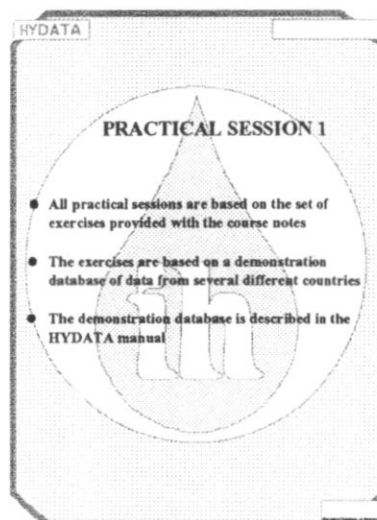 HYDATA
PRACTICAL SESSION 1
● All practical sessions are based on the set of
exercises provided with the course notes
● The exercises are based on a demonstration
database of data from several different countries
● The demonstration database is described in the
HYDATA manual
ih